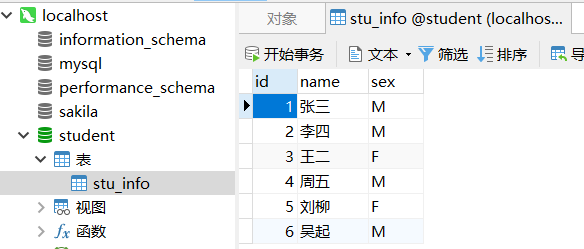 localhost
information_schema
mysql
performance_schema
sakila
student
表
stu_info
视图
函数
对象
stu_info @student (localhos...
开始事务
文本
筛选
排序
导
id name sex
1 张三 M
2 李四 M
3 王二 F
4 周五 M
5 刘柳 F
6 吴起 M